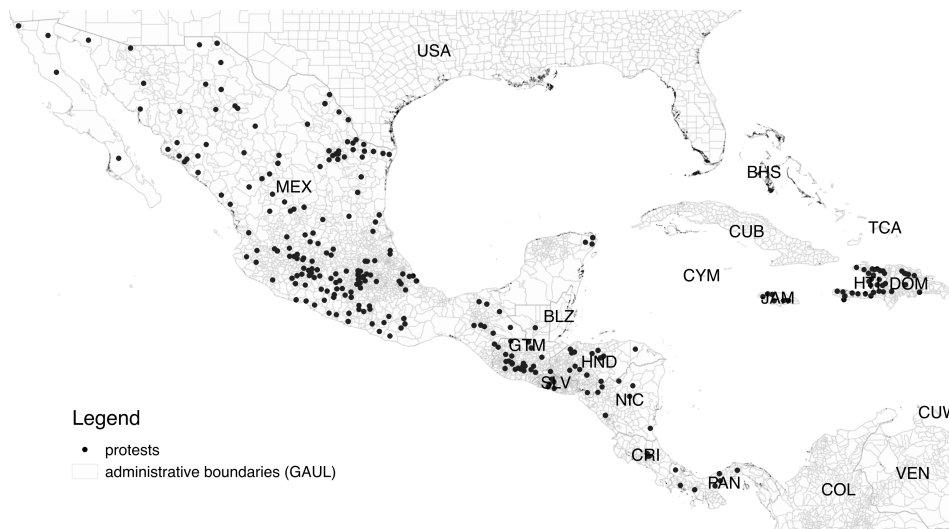 USA
BHS
MEX
TCA
CUB
CYM
HTI DOM
JAM
BLZ
GTM
HND
SLV
NIC
CUW
Legend
protests
CRI
administrative boundaries (GAUL)
VEN
PAN
COL